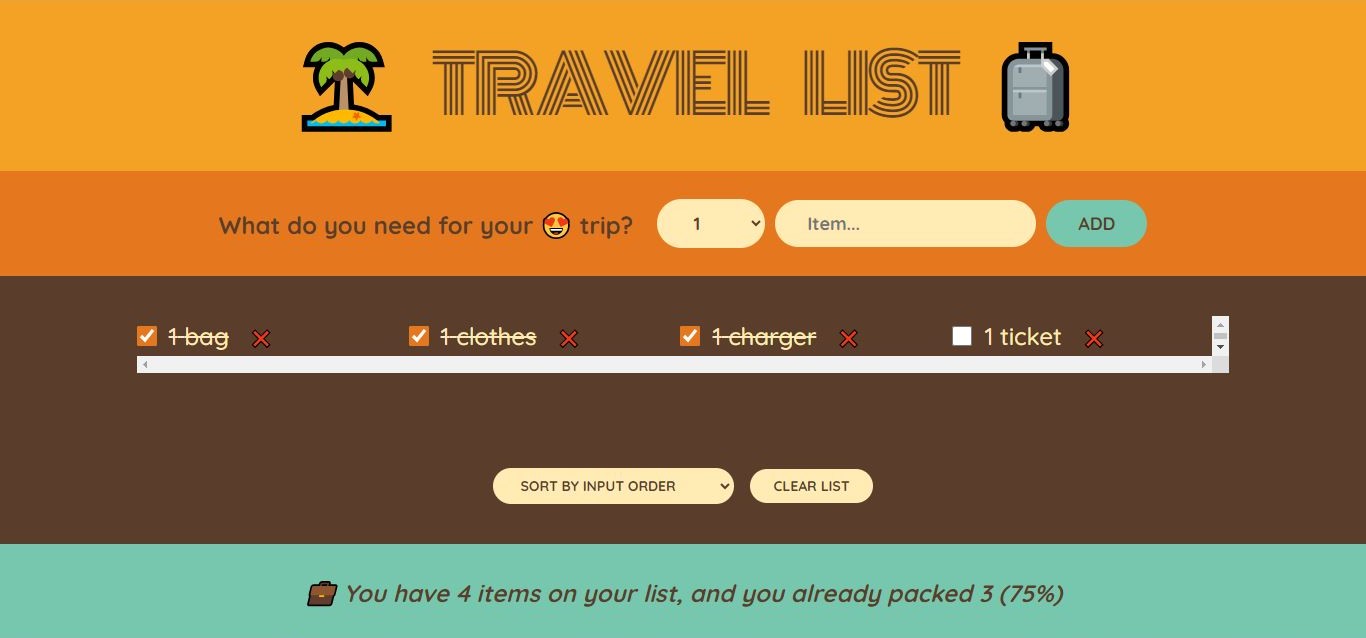 TRAVEL LIST
What do you need for your 😍 trip? 1 Item... ADD
1 bag ❌ 1 clothes ❌ 1 charger ❌ 1 ticket ❌
SORT BY INPUT ORDER CLEAR LIST
💼 You have 4 items on your list, and you already packed 3 (75%)